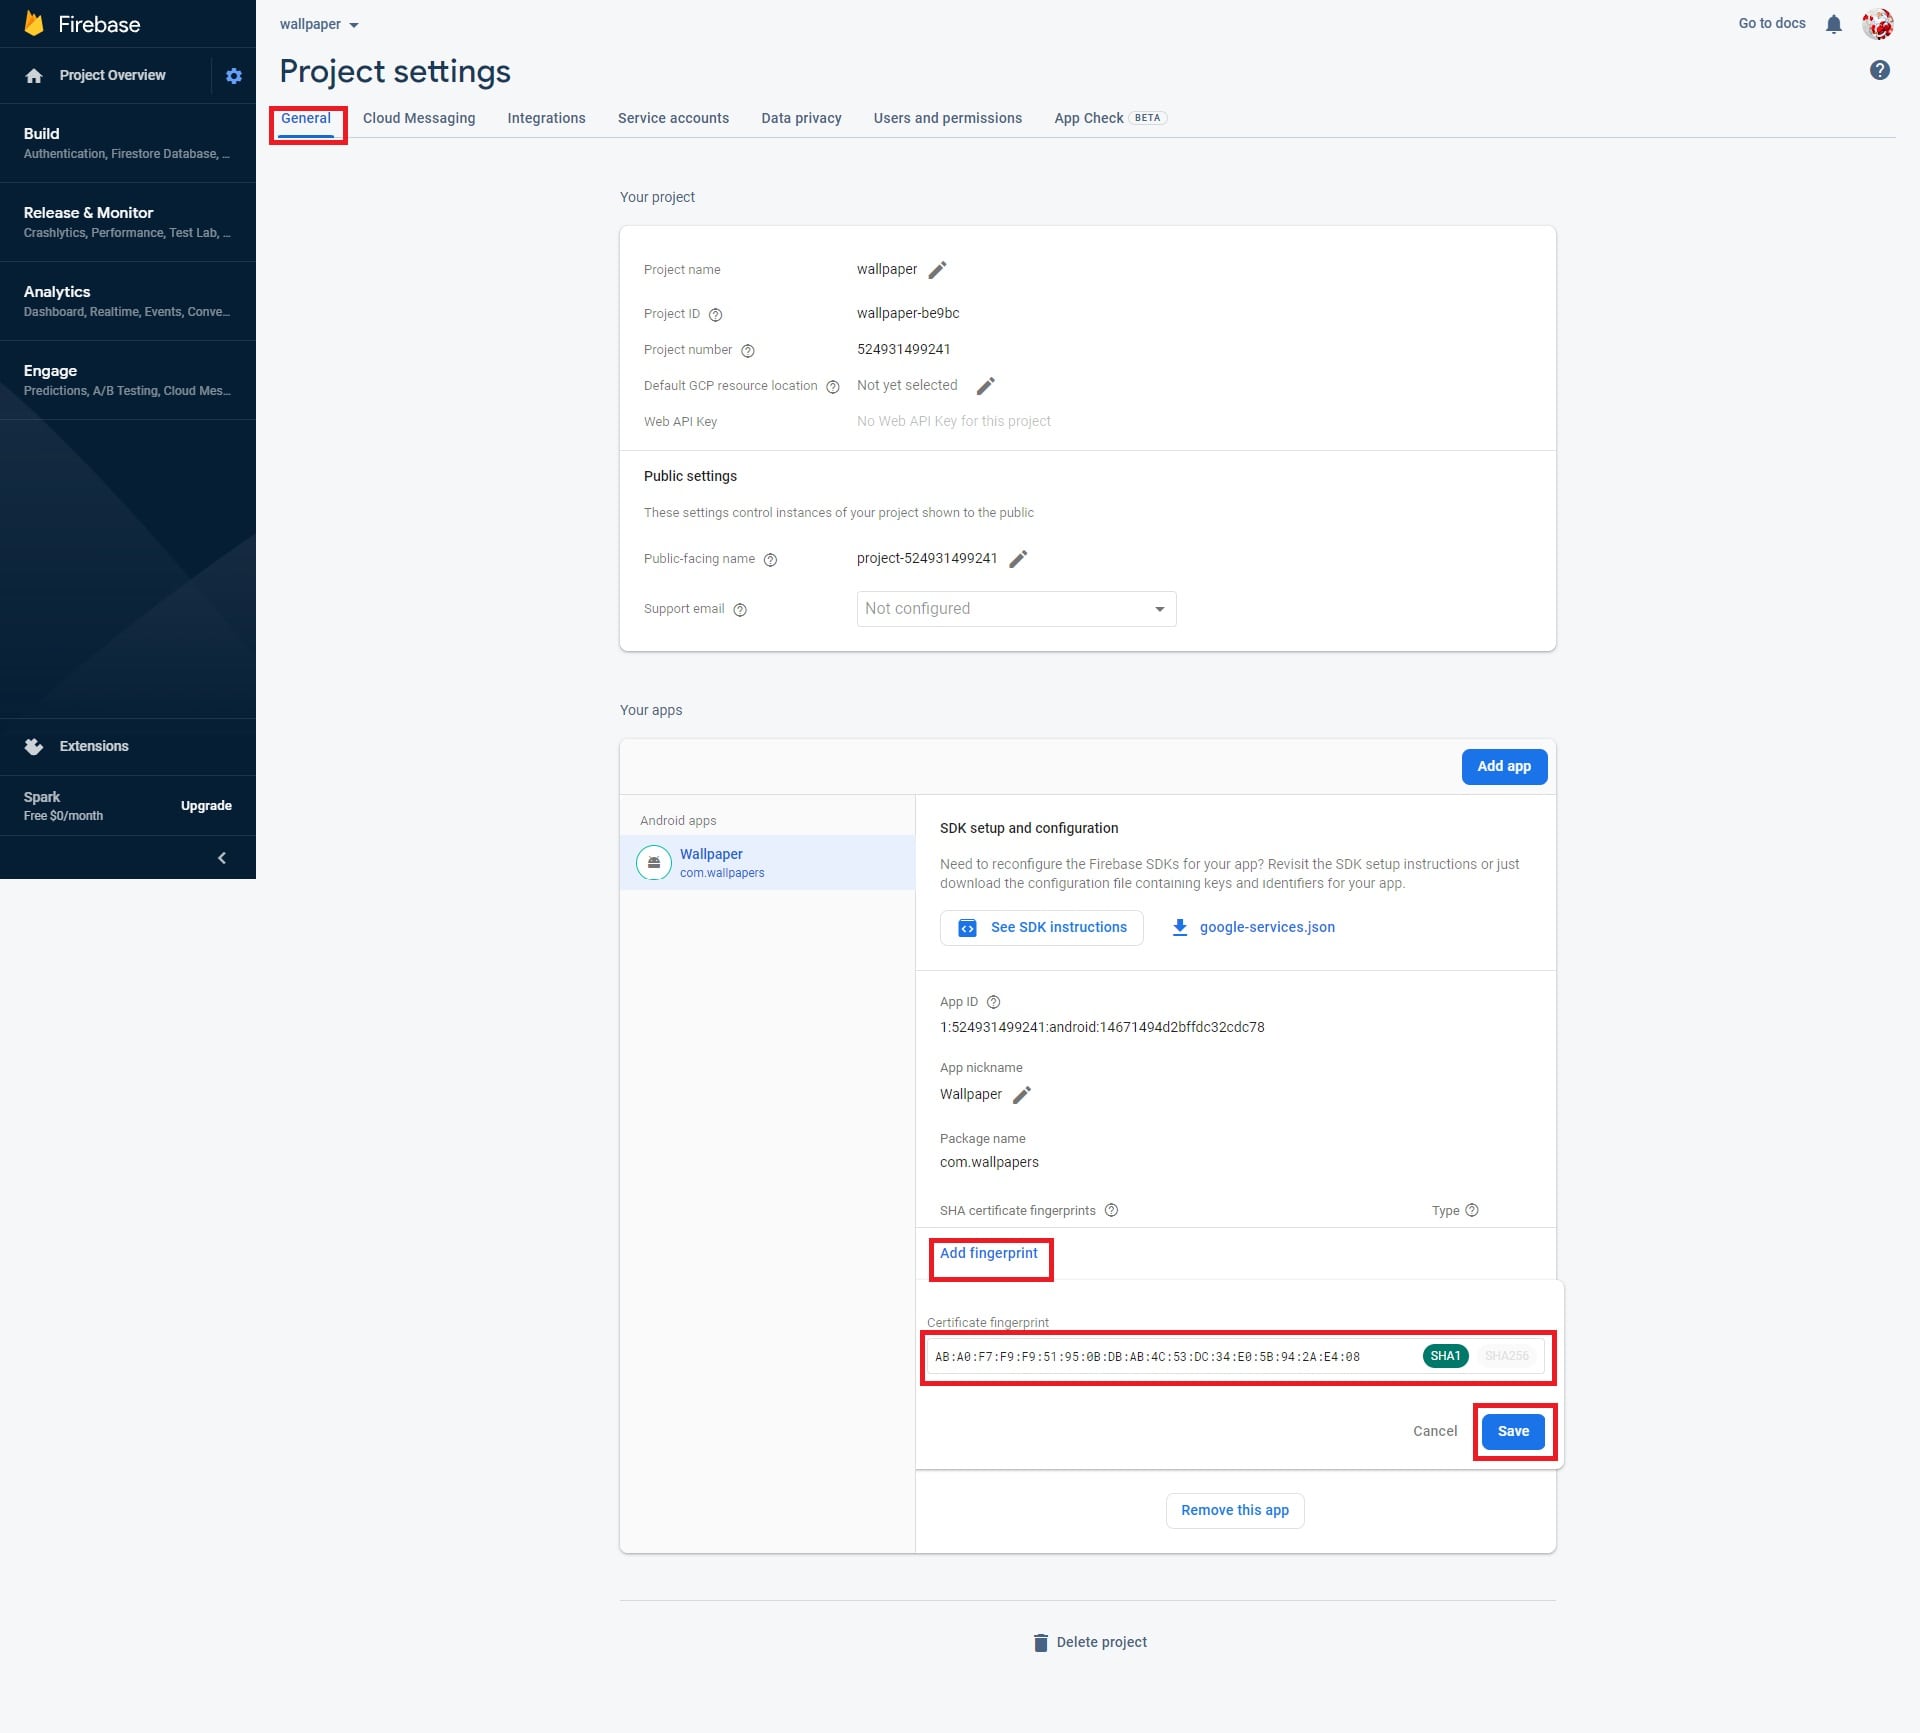 Firebase
Project Overview
Build
Authentication, Firestore Database, ...
Release & Monitor
Crashlytics, Performance, Test Lab, ...
Analytics
Dashboard, Realtime, Events, Conve...
Engage
Predictions, A/B Testing, Cloud Mes...
Extensions
Spark
Free $0/month
Upgrade
wallpaper
Go to docs
Project settings
General Cloud Messaging Integrations Service accounts Data privacy Users and permissions App Check BETA
Your project
Project name wallpaper
Project ID wallpaper-be9bc
Project number 524931499241
Default GCP resource location Not yet selected
Web API Key No Web API Key for this project
Public settings
These settings control instances of your project shown to the public
Public-facing name project-524931499241
Support email Not configured
Your apps
Add app
Android apps
Wallpaper
com.wallpapers
SDK setup and configuration
Need to reconfigure the Firebase SDKs for your app? Revisit the SDK setup instructions or just
download the configuration file containing keys and identifiers for your app.
See SDK instructions google-services.json
App ID
1:524931499241:android:14671494d2bffdc32cdc78
App nickname
Wallpaper
Package name
com.wallpapers
SHA certificate fingerprints Type
Add fingerprint
Certificate fingerprint
AB:A0:F7:F9:F9:51:95:0B:DB:AB:4C:53:DC:34:E0:5B:94:2A:E4:08 SHA1 SHA256
Cancel Save
Remove this app
Delete project